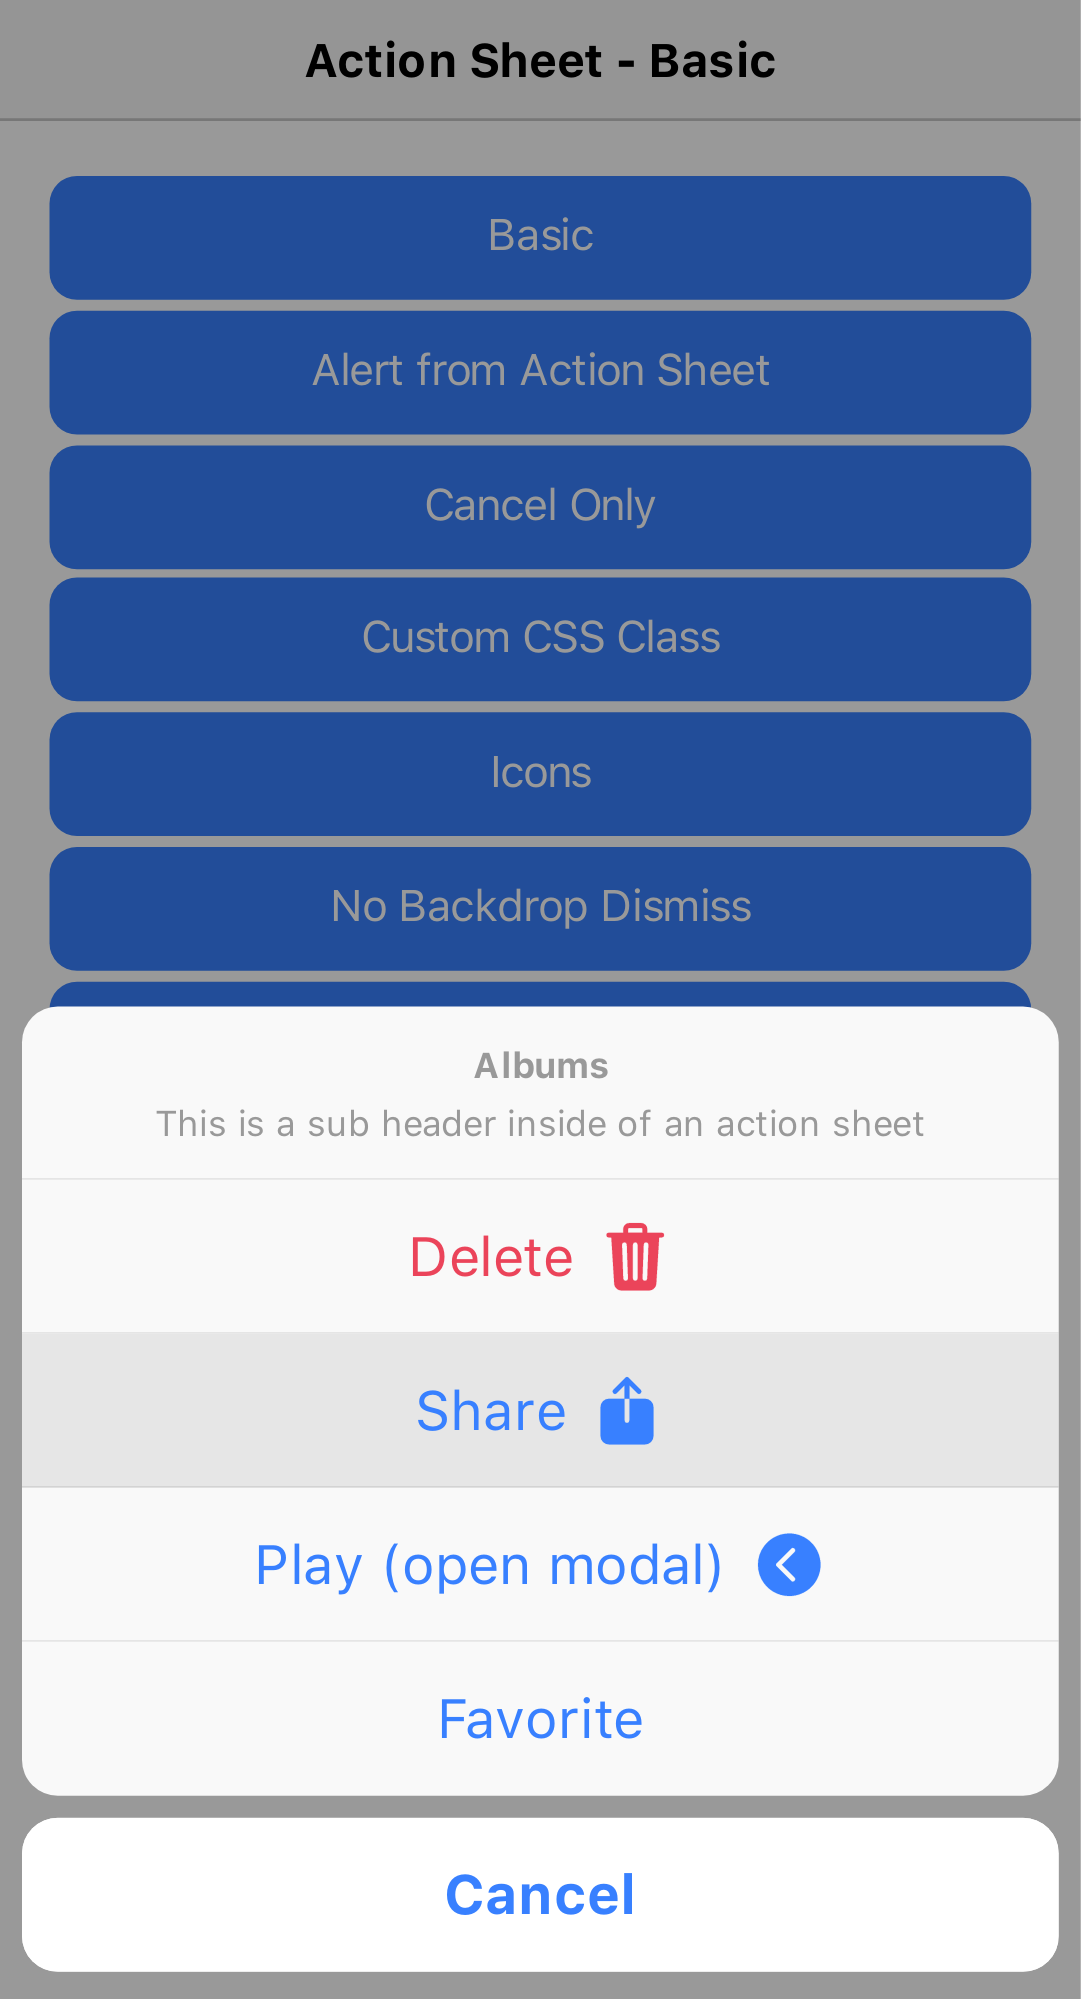 Action Sheet - Basic
Basic
Alert from Action Sheet
Cancel Only
Custom CSS Class
Icons
No Backdrop Dismiss
Albums
This is a sub header inside of an action sheet
Delete
Share
Play (open modal)
Favorite
Cancel